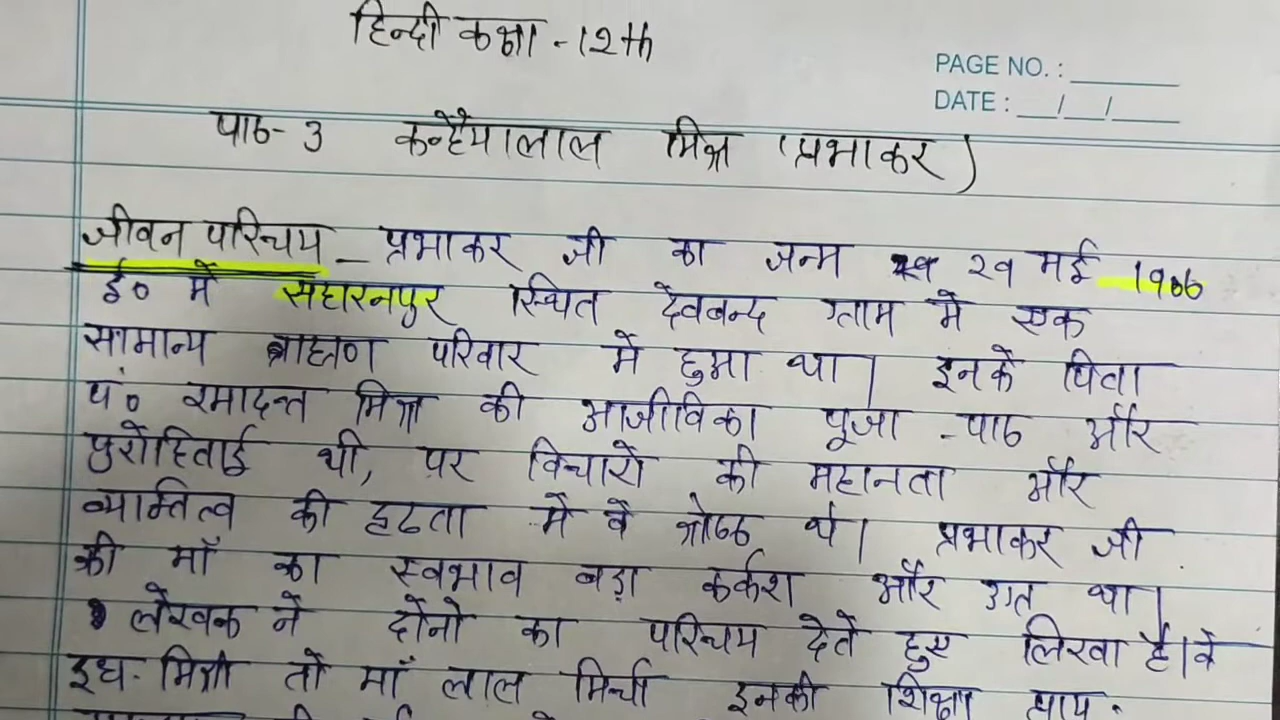 हिन्दी कक्षा - 12th
PAGE NO. :
DATE : / /
पाठ - 3 कन्हैयालाल मिश्र (प्रभाकर)
जीवन परिचय - प्रभाकर जी का जन्म 29 मई 1906
ई० में सहारनपुर स्थित देवबन्द ग्राम में एक
सामान्य ब्राह्मण परिवार में हुआ था। इनके पिता
पं० रमादत्त मिश्र की आजीविका पूजा - पाठ और
पुरोहिताई थी, पर विचारों की महानता और
व्यक्तित्व की दृढता में वे श्रेष्ठ थे। प्रभाकर जी
की माँ का स्वभाव बड़ा कर्कश और उग्र था।
लेखक ने दोनो का परिचय देते हुए लिखा है। वे
दूध - मिश्री तो माँ लाल मिर्ची इनकी शिक्षा